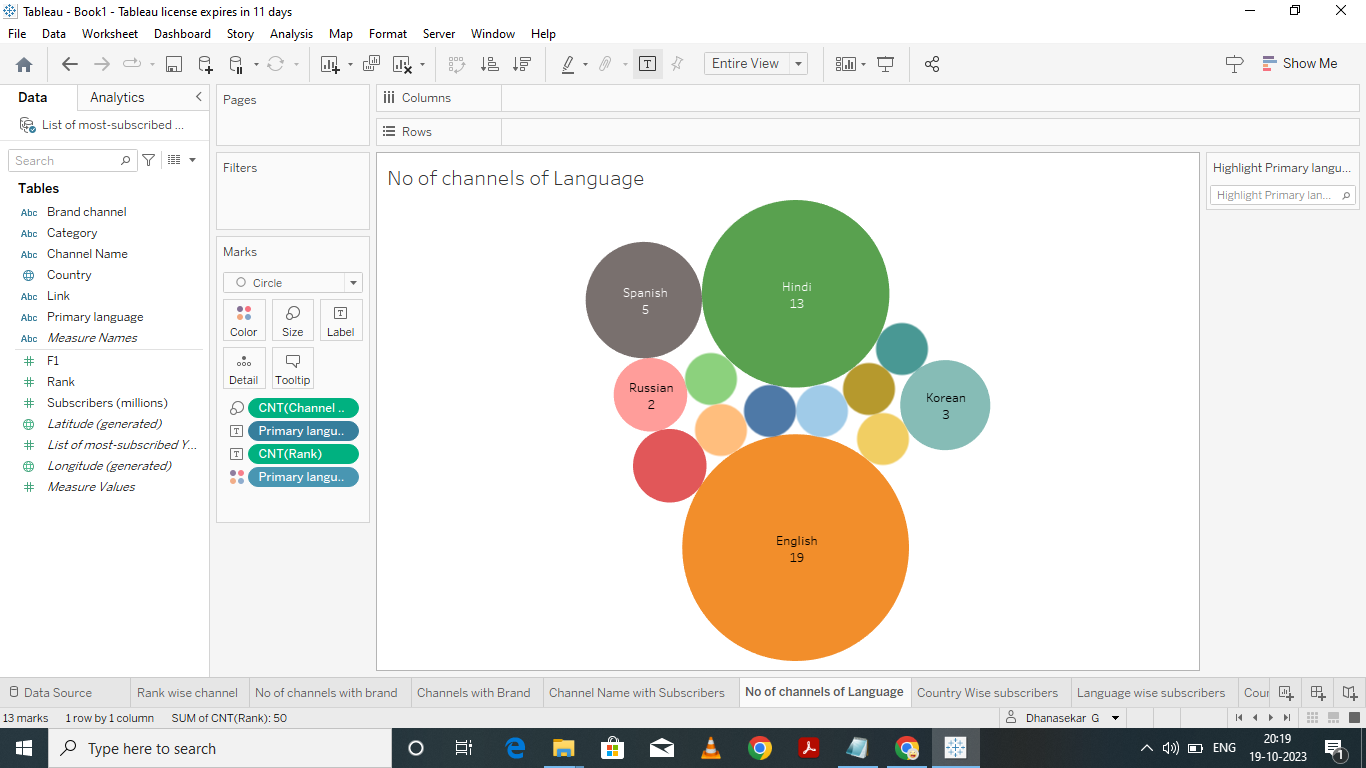 Tableau - Book1 - Tableau license expires in 11 days
File Data Worksheet Dashboard Story Analysis Map Format Server Window Help
Entire View
Show Me
Data Analytics
List of most-subscribed ...
Search
Tables
Abc Brand channel
Abc Category
Abc Channel Name
Country
Abc Link
Abc Primary language
Abc Measure Names
# F1
# Rank
# Subscribers (millions)
Latitude (generated)
# List of most-subscribed Y...
Longitude (generated)
# Measure Values
Pages
Filters
Marks
Circle
Color Size Label
Detail Tooltip
CNT(Channel ..
Primary langu..
CNT(Rank)
Primary langu..
Columns
Rows
No of channels of Language
Hindi
13
Spanish
5
Russian
2
Korean
3
English
19
Highlight Primary langu...
Highlight Primary lan...
Data Source Rank wise channel No of channels with brand Channels with Brand Channel Name with Subscribers No of channels of Language Country Wise subscribers Language wise subscribers Cour
13 marks 1 row by 1 column SUM of CNT(Rank): 50 Dhanasekar G
Type here to search
ENG
20:19
19-10-2023
1